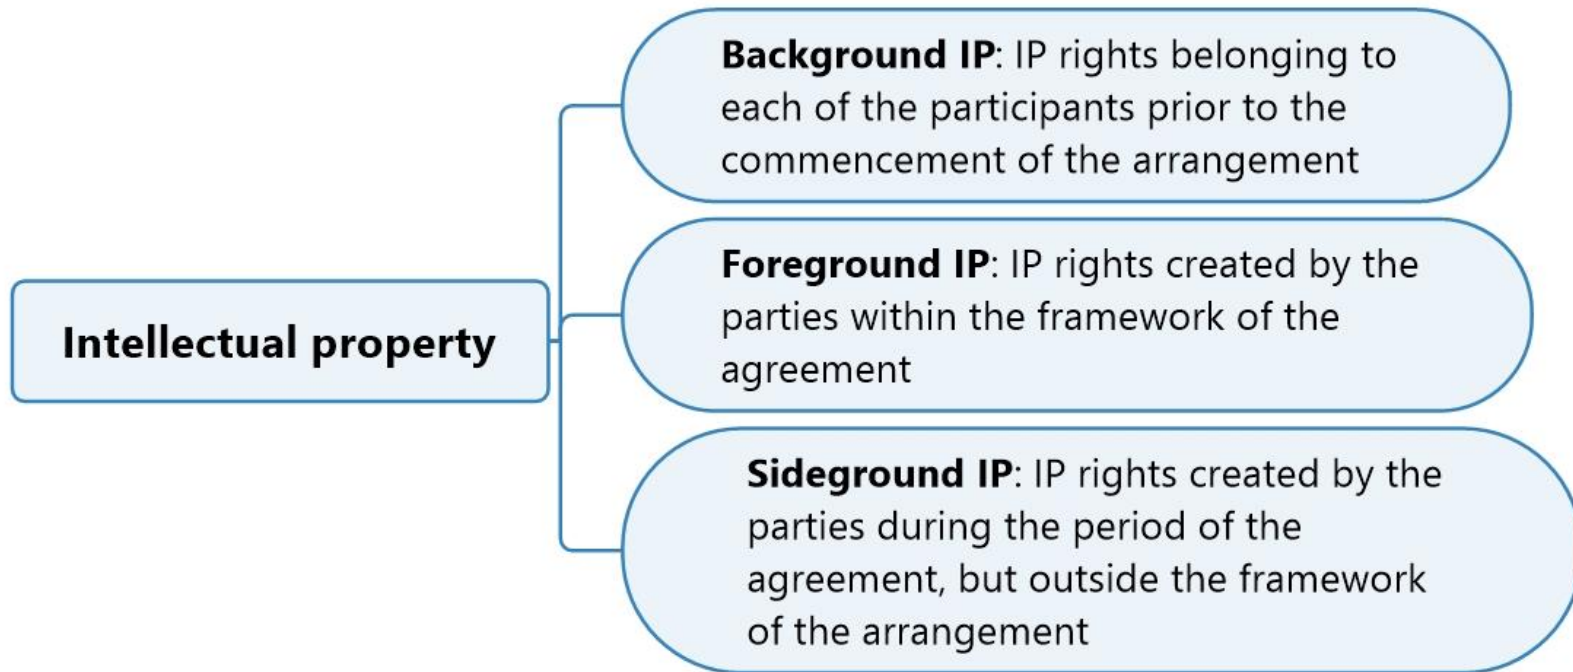 Intellectual property
Background IP: IP rights belonging to
each of the participants prior to the
commencement of the arrangement
Foreground IP: IP rights created by the
parties within the framework of the
agreement
Sideground IP: IP rights created by the
parties during the period of the
agreement, but outside the framework
of the arrangement